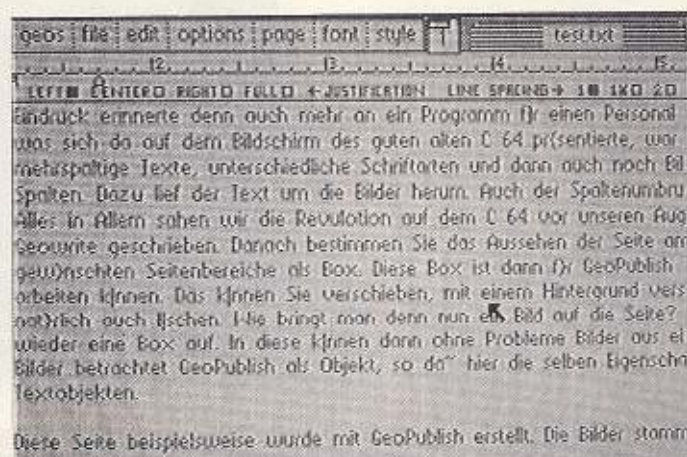 geos file edit options page font style T test.txt
12 13 14 15
LEFT CENTER RIGHT FULL ←JUSTIFICATION LINE SPACING→ 1 1½ 2
Eindruck erinnerte denn auch mehr an ein Programm f}r einen Personal
was sich da auf dem Bildschirm des guten alten C 64 pr{sentierte, war
mehrspaltige Texte, unterschiedliche Schriftarten und dann auch noch Bil
Spalten. Dazu lief der Text um die Bilder herum. Auch der Spaltenumbru
Alles in Allem sahen wir die Revulotion auf dem C 64 vor unseren Aug
Geowrite geschrieben. Danach bestimmen Sie das Aussehen der Seite an
gew}nschten Seitenbereiche als Box. Diese Box ist dann f}r GeoPublish
arbeiten k|nnen. Das k|nnen Sie verschieben, mit einem Hintergrund vers
nat}rlich auch l|schen. Wie bringt man denn nun Bild auf die Seite?
wieder eine Box auf. In diese k|nnen dann ohne Probleme Bilder aus ei
Bilder betrachtet GeoPublish als Objekt, so da~ hier die selben Eigenscha
Textobjekten.
Diese Seite beispielsweise wurde mit GeoPublish erstellt. Die Bilder stamm